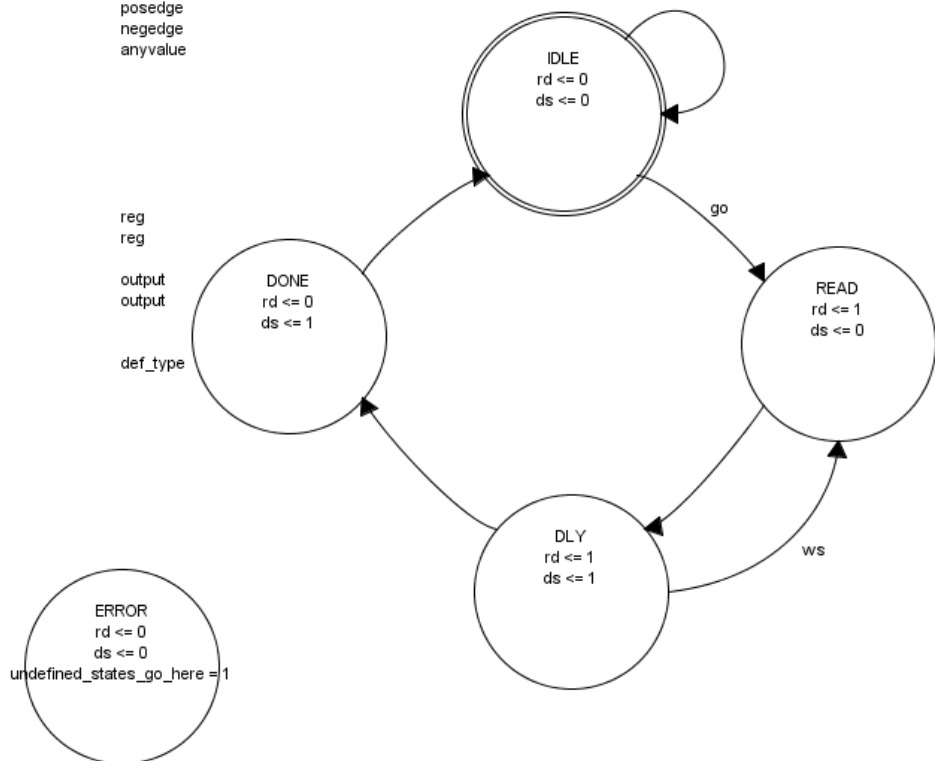 posedge
negedge
anyvalue
IDLE
rd <= 0
ds <= 0
go
reg
reg
output
output
def_type
DONE
rd <= 0
ds <= 1
READ
rd <= 1
ds <= 0
DLY
rd <= 1
ds <= 1
ws
ERROR
rd <= 0
ds <= 0
undefined_states_go_here = 1